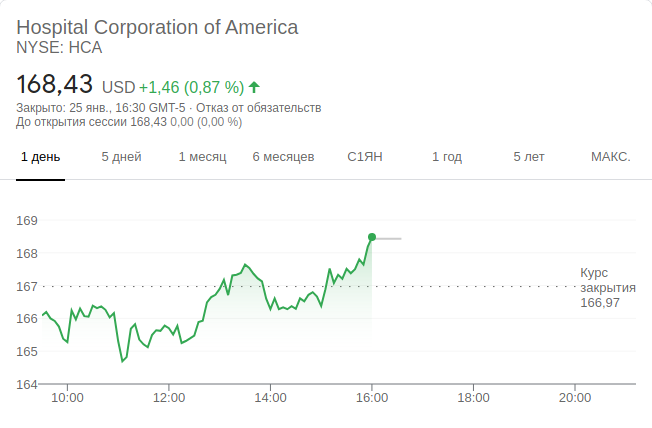 Hospital Corporation of America
NYSE: HCA
168,43 USD +1,46 (0,87 %)
Закрыто: 25 янв., 16:30 GMT-5 · Отказ от обязательств
До открытия сессии 168,43 0,00 (0,00 %)
1 день 5 дней 1 месяц 6 месяцев С1ЯН 1 год 5 лет МАКС.
169
168
167
166
165
164
Курс
закрытия
166,97
10:00 12:00 14:00 16:00 18:00 20:00